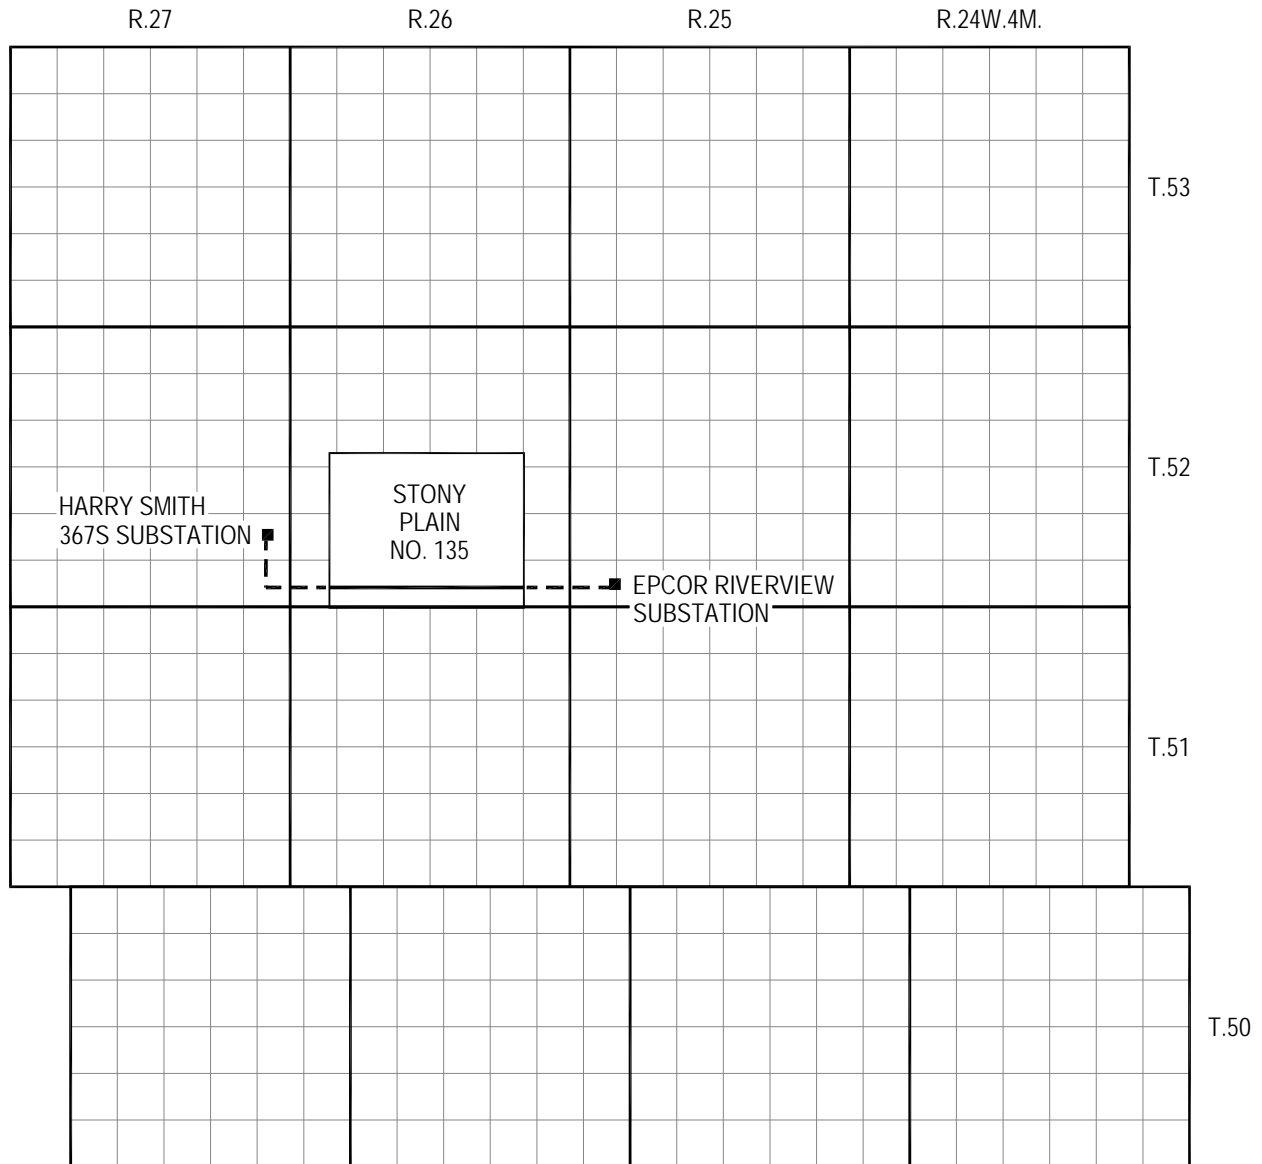 R.27
R.26
R.25
R.24W.4M.
T.53
T.52
HARRY SMITH
367S SUBSTATION
STONY
PLAIN
NO. 135
EPCOR RIVERVIEW
SUBSTATION
T.51
T.50